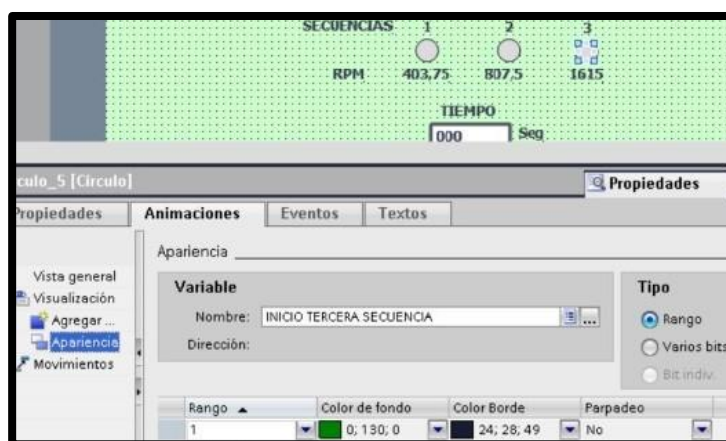 SECUENCIAS 1 2 3
RPM 403,75 807,5 1615
TIEMPO
000 Seg
culo_5 [Círculo] Propiedades
Propiedades Animaciones Eventos Textos
Apariencia
Vista general
Visualización
Agregar ...
Apariencia
Movimientos
Variable
Nombre: INICIO TERCERA SECUENCIA ...
Dirección:
Tipo
Rango
Varios bits
Bit indiv.
Rango Color de fondo Color Borde Parpadeo
1 0; 130; 0 24; 28; 49 No